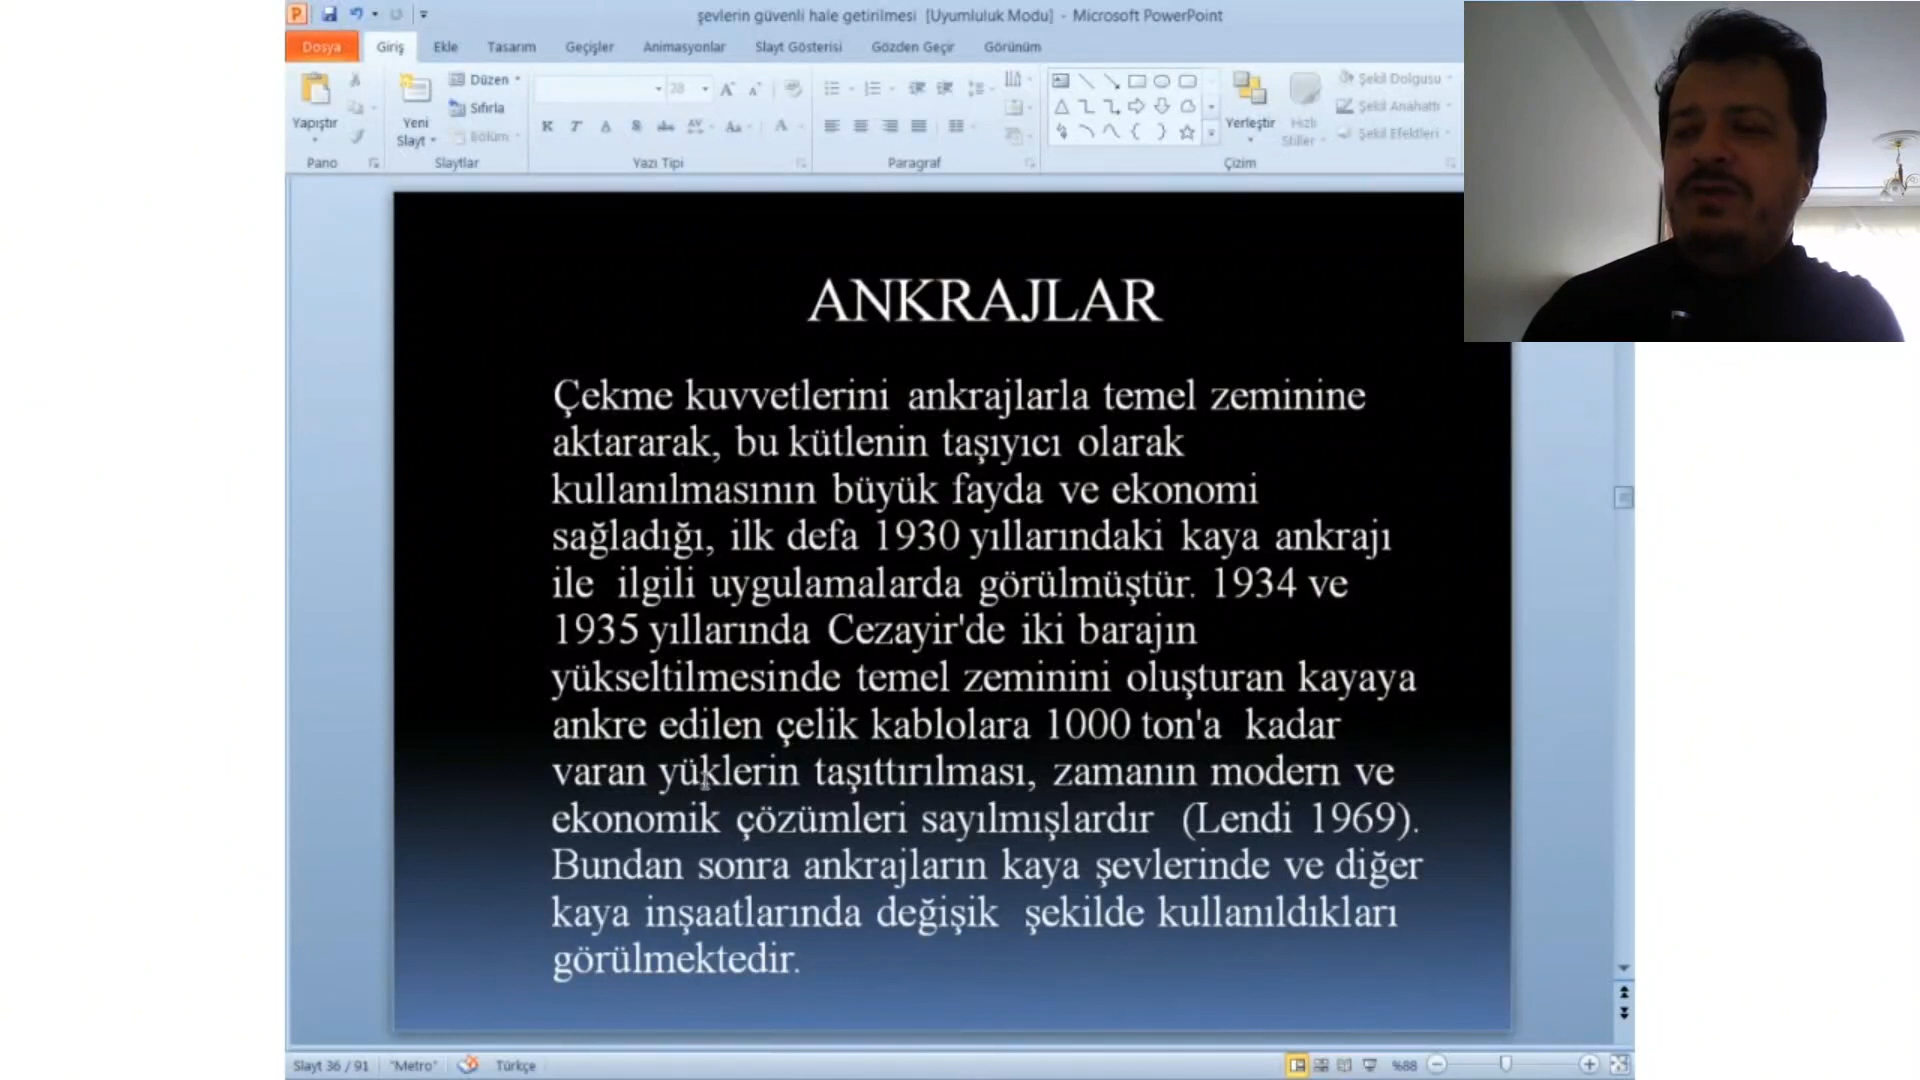 şevlerin güvenli hale getirilmesi [Uyumluluk Modu] - Microsoft PowerPoint
Dosya Giriş Ekle Tasarım Geçişler Animasyonlar Slayt Gösterisi Gözden Geçir Görünüm
Yapıştır
Pano
Yeni
Slayt
Düzen
Sıfırla
Bölüm
Slaytlar
28
Yazı Tipi
Paragraf
Yerleştir
Hızlı
Stiller
Şekil Dolgusu
Şekil Anahattı
Şekil Efektleri
Çizim
ANKRAJLAR
Çekme kuvvetlerini ankrajlarla temel zeminine
aktararak, bu kütlenin taşıyıcı olarak
kullanılmasının büyük fayda ve ekonomi
sağladığı, ilk defa 1930 yıllarındaki kaya ankrajı
ile ilgili uygulamalarda görülmüştür. 1934 ve
1935 yıllarında Cezayir'de iki barajın
yükseltilmesinde temel zeminini oluşturan kayaya
ankre edilen çelik kablolara 1000 ton'a kadar
varan yüklerin taşıttırılması, zamanın modern ve
ekonomik çözümleri sayılmışlardır (Lendi 1969).
Bundan sonra ankrajların kaya şevlerinde ve diğer
kaya inşaatlarında değişik şekilde kullanıldıkları
görülmektedir.
Slayt 36 / 91 "Metro" Türkçe %88